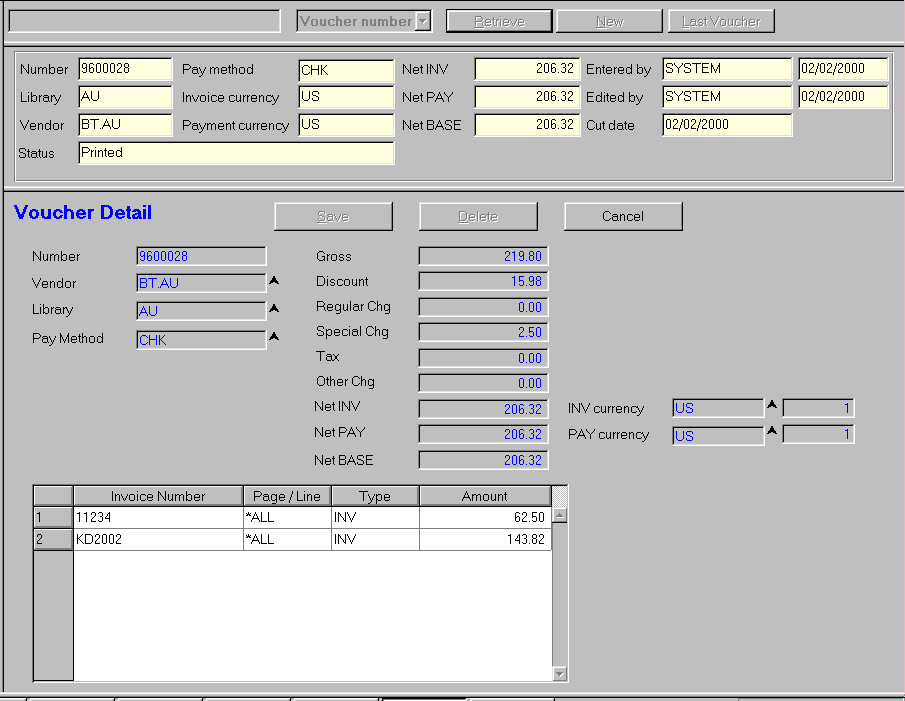 Voucher number Retrieve New Last Voucher
Number 9600028 Pay method CHK Net INV 206.32 Entered by SYSTEM 02/02/2000
Library AU Invoice currency US Net PAY 206.32 Edited by SYSTEM 02/02/2000
Vendor BT.AU Payment currency US Net BASE 206.32 Cut date 02/02/2000
Status Printed
Voucher Detail Save Delete Cancel
Number 9600028 Gross 219.80
Vendor BT.AU Discount 15.98
Library AU Regular Chg 0.00
Pay Method CHK Special Chg 2.50
Tax 0.00
Other Chg 0.00
Net INV 206.32 INV currency US 1
Net PAY 206.32 PAY currency US 1
Net BASE 206.32
Invoice Number Page / Line Type Amount
1 11234 *ALL INV 62.50
2 KD2002 *ALL INV 143.82